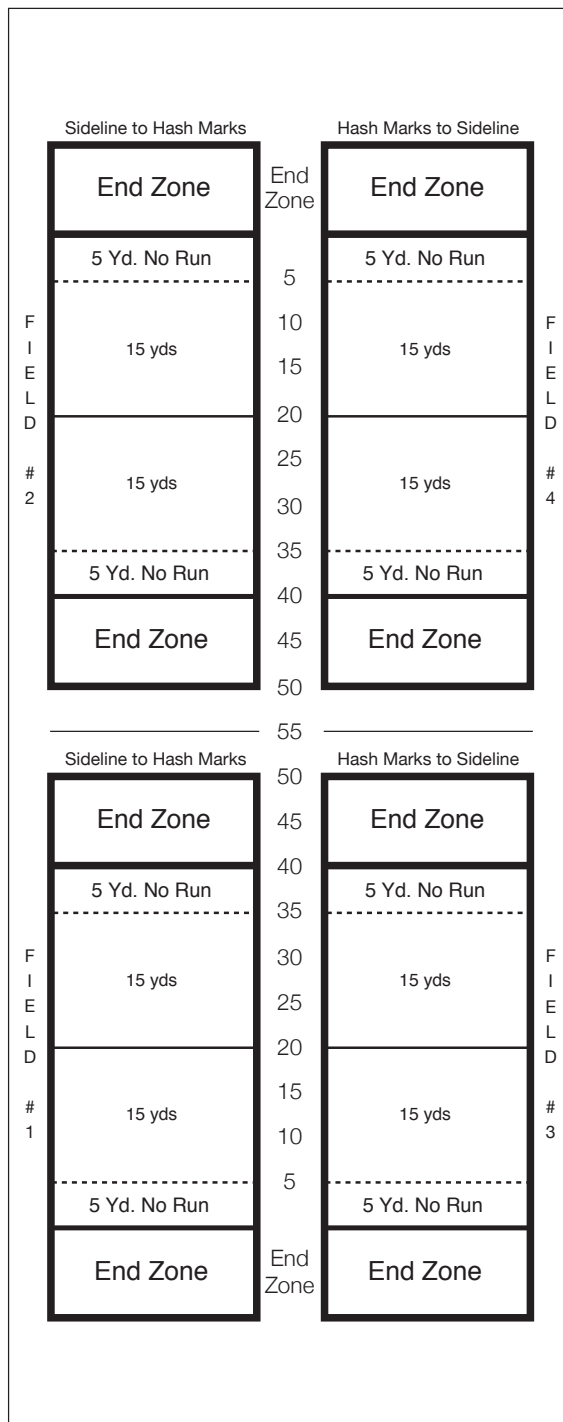 Sideline to Hash Marks
Hash Marks to Sideline
End Zone
End
Zone
End Zone
5 Yd. No Run
5 Yd. No Run
5
FIELD #2
10
FIELD #4
15 yds
15
15 yds
20
25
15 yds
30
15 yds
35
5 Yd. No Run
5 Yd. No Run
40
End Zone
45
End Zone
50
55
Sideline to Hash Marks
Hash Marks to Sideline
50
End Zone
45
End Zone
40
5 Yd. No Run
5 Yd. No Run
35
FIELD #1
30
FIELD #3
15 yds
25
15 yds
20
15
15 yds
10
15 yds
5
5 Yd. No Run
5 Yd. No Run
End Zone
End
Zone
End Zone